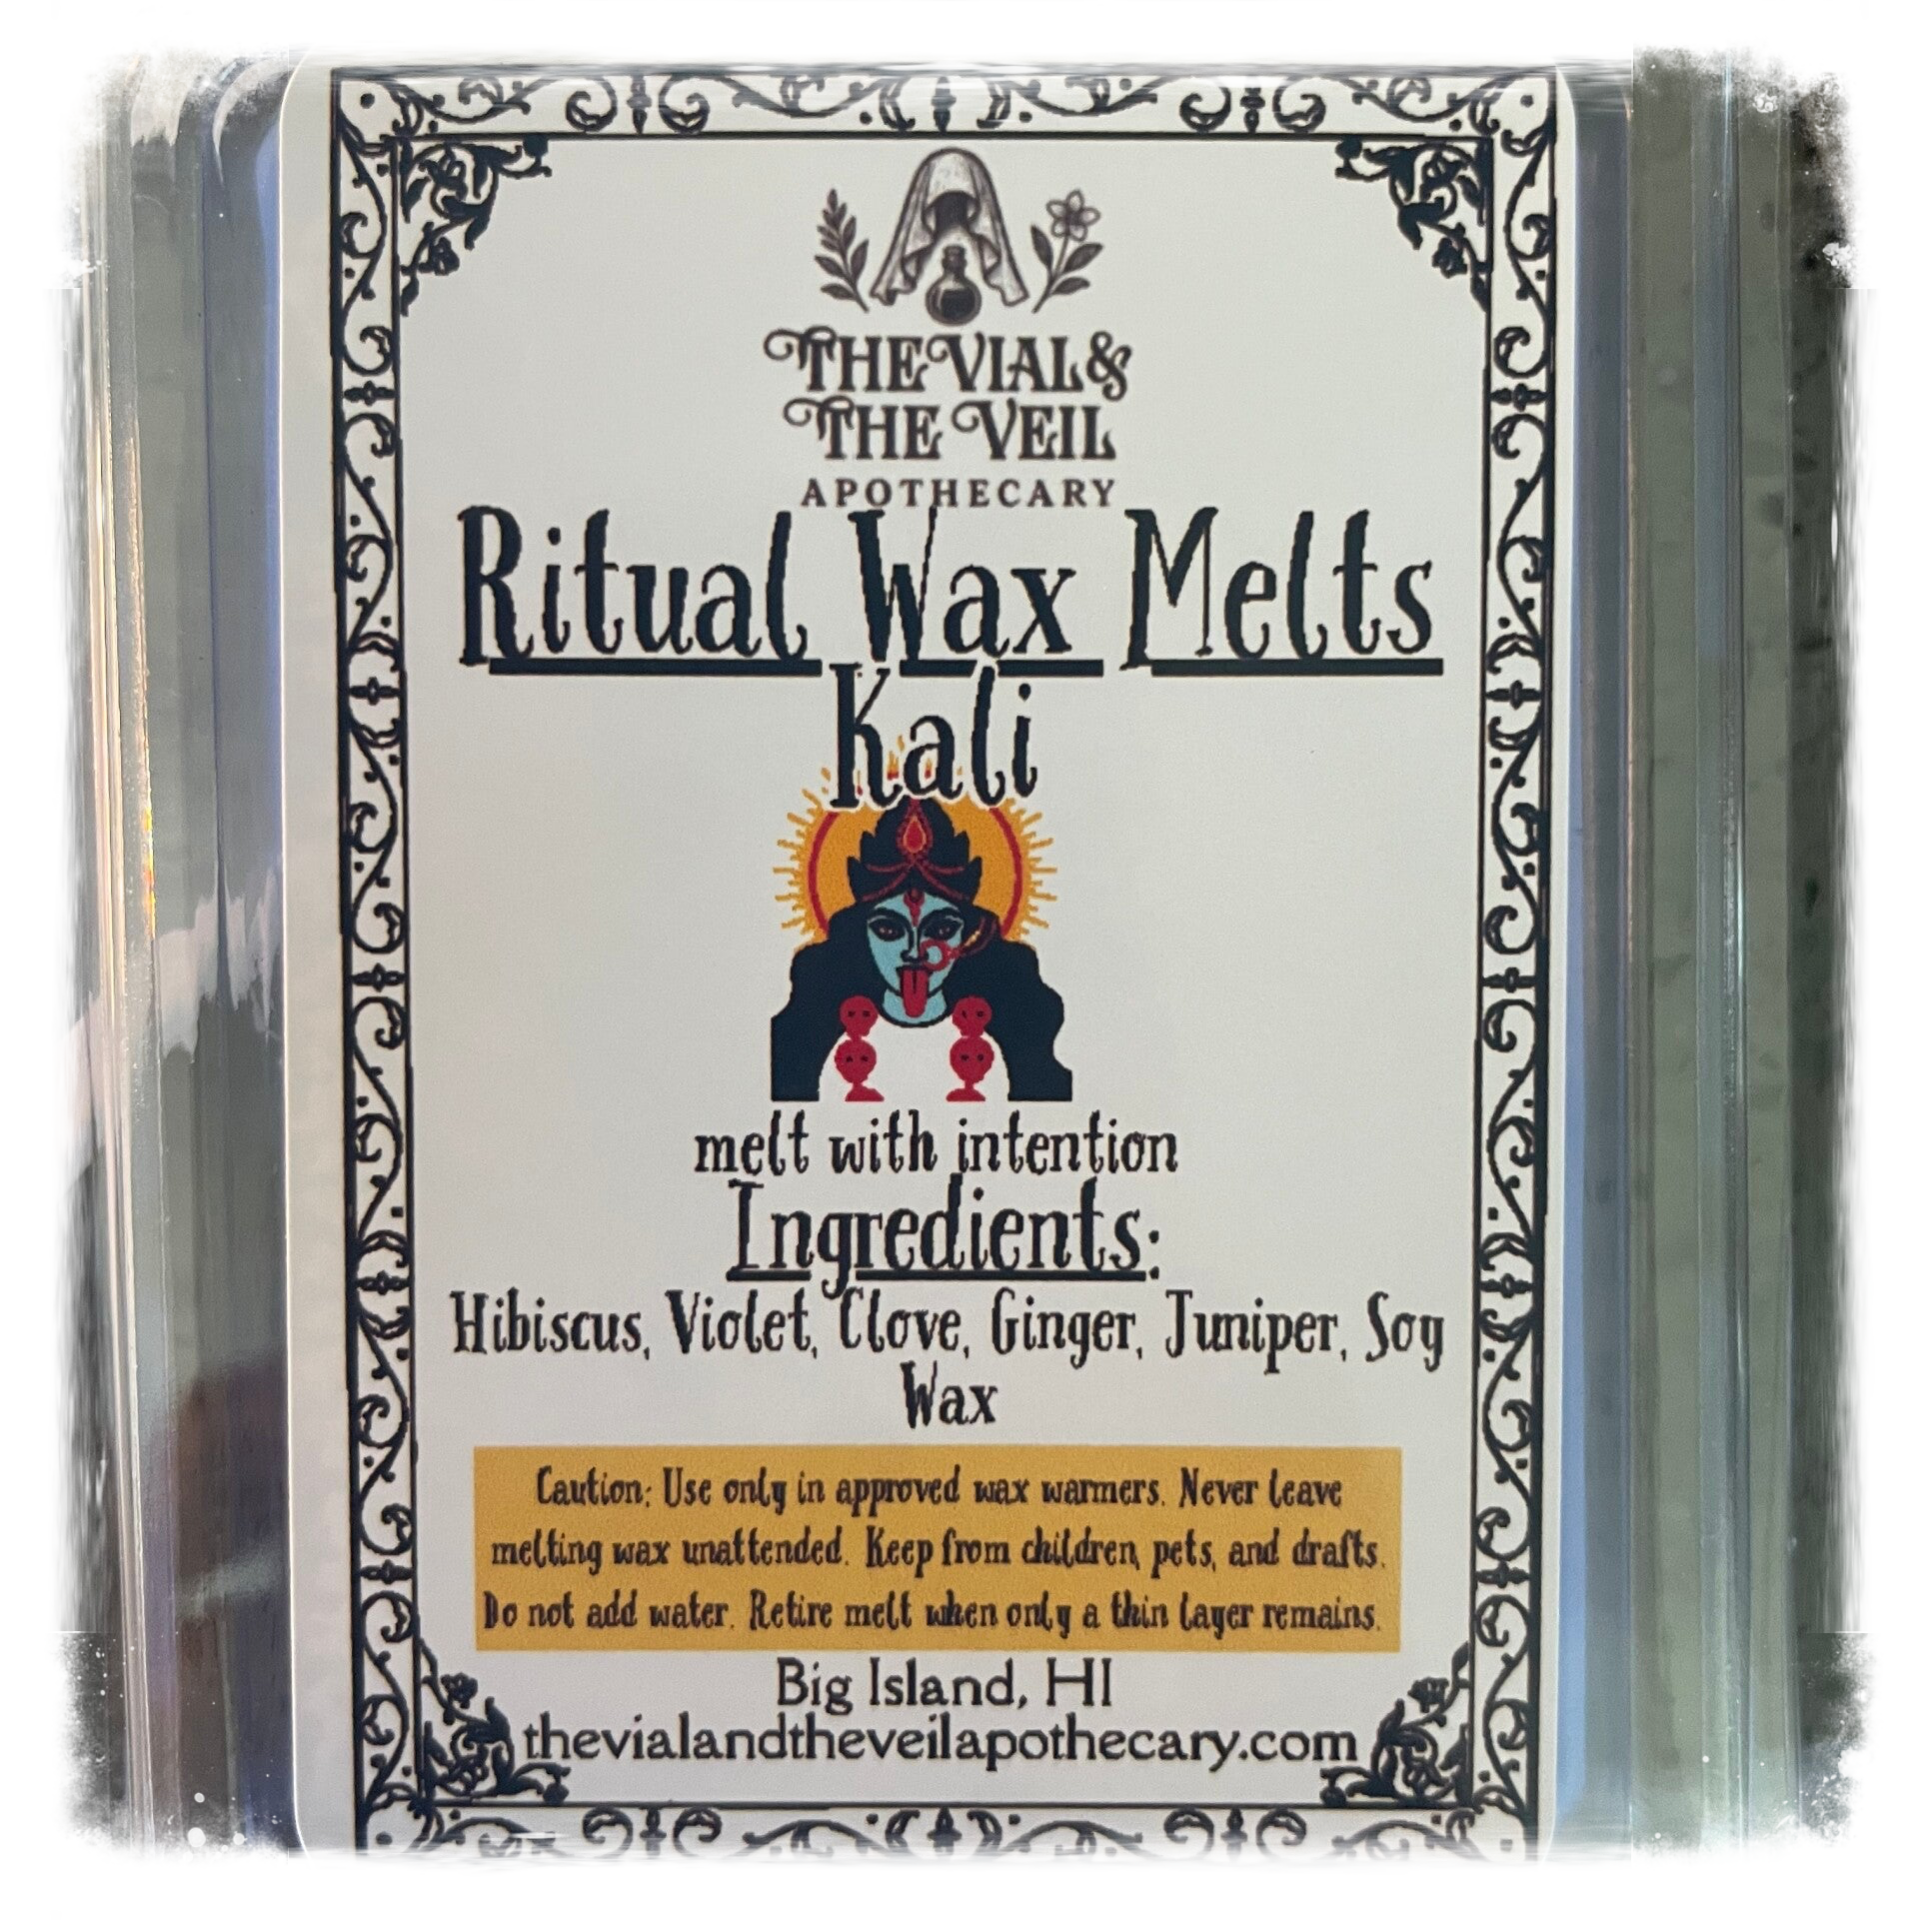 THE VIAL &
THE VEIL
APOTHECARY
Ritual Wax Melts
Kali
melt with intention
Ingredients:
Hibiscus, Violet, Clove, Ginger, Juniper, Soy
Wax
Caution: Use only in approved wax warmers. Never leave
melting wax unattended. Keep from children, pets, and drafts.
Do not add water. Retire melt when only a thin layer remains.
Big Island, HI
thevialandtheveilapothecary.com